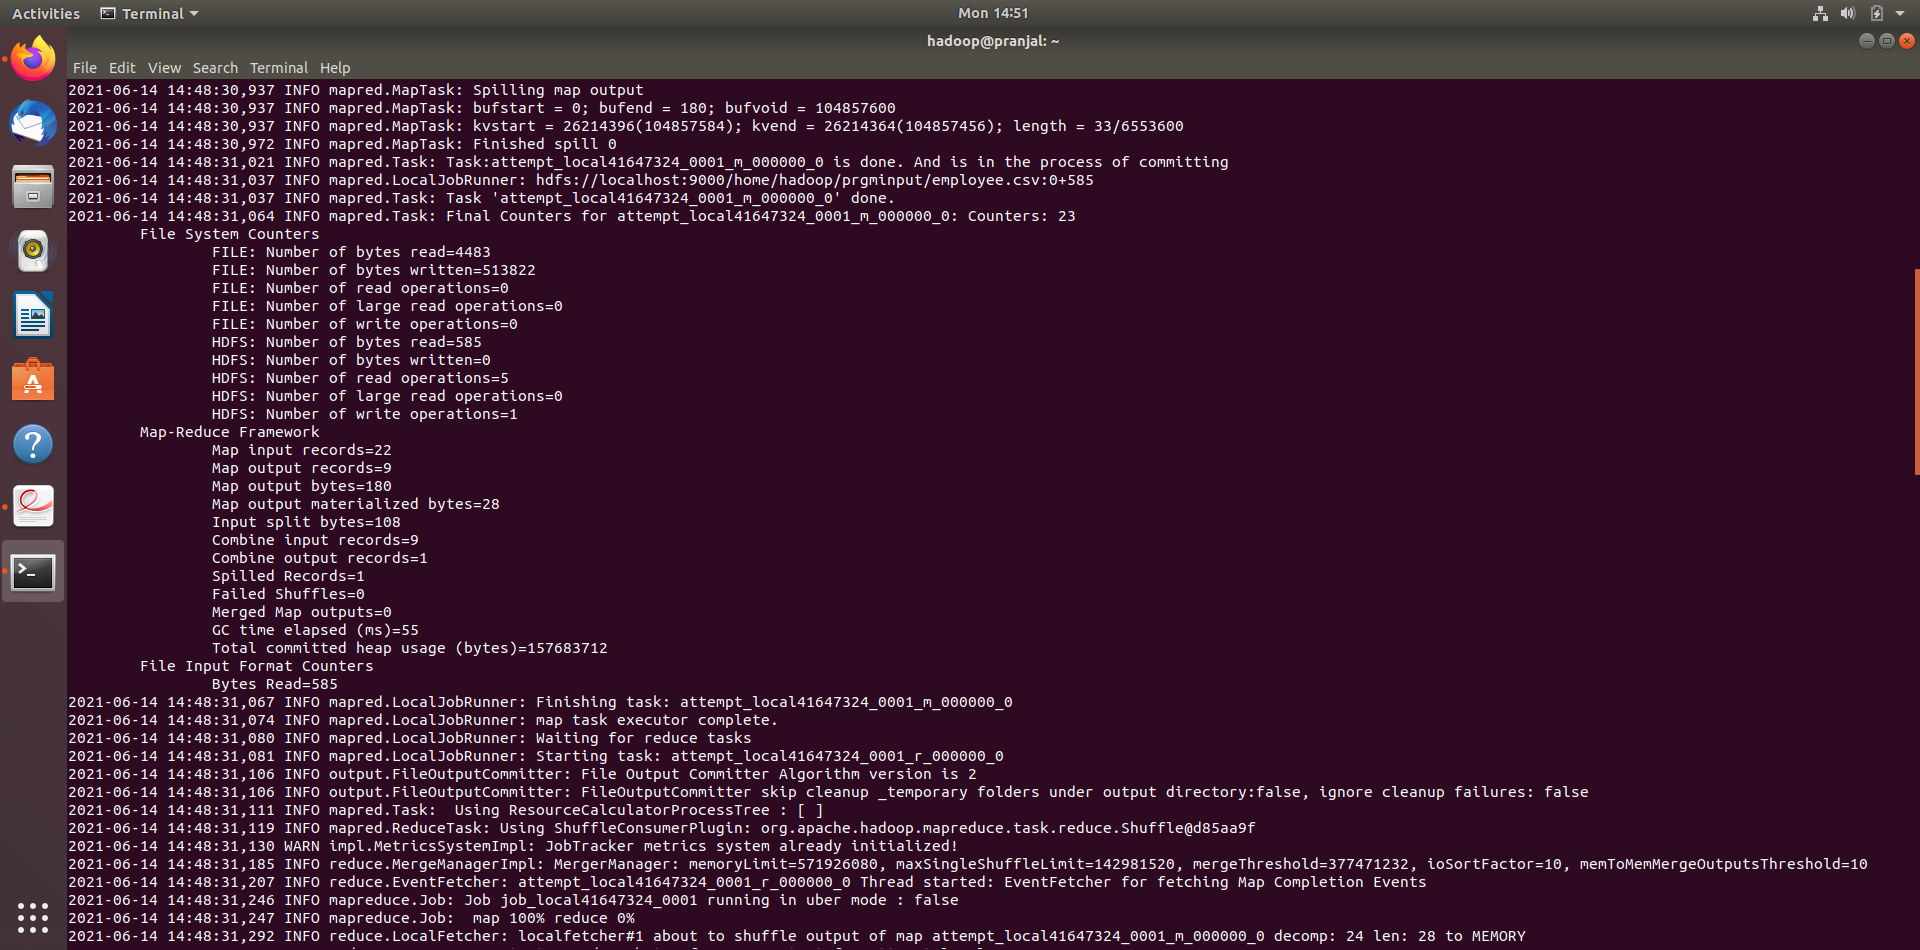 Activities Terminal Mon 14:51
hadoop@pranjal: ~
File Edit View Search Terminal Help
2021-06-14 14:48:30,937 INFO mapred.MapTask: Spilling map output
2021-06-14 14:48:30,937 INFO mapred.MapTask: bufstart = 0; bufend = 180; bufvoid = 104857600
2021-06-14 14:48:30,937 INFO mapred.MapTask: kvstart = 26214396(104857584); kvend = 26214364(104857456); length = 33/6553600
2021-06-14 14:48:30,972 INFO mapred.MapTask: Finished spill 0
2021-06-14 14:48:31,021 INFO mapred.Task: Task:attempt_local41647324_0001_m_000000_0 is done. And is in the process of committing
2021-06-14 14:48:31,037 INFO mapred.LocalJobRunner: hdfs://localhost:9000/home/hadoop/prgminput/employee.csv:0+585
2021-06-14 14:48:31,037 INFO mapred.Task: Task 'attempt_local41647324_0001_m_000000_0' done.
2021-06-14 14:48:31,064 INFO mapred.Task: Final Counters for attempt_local41647324_0001_m_000000_0: Counters: 23
File System Counters
FILE: Number of bytes read=4483
FILE: Number of bytes written=513822
FILE: Number of read operations=0
FILE: Number of large read operations=0
FILE: Number of write operations=0
HDFS: Number of bytes read=585
HDFS: Number of bytes written=0
HDFS: Number of read operations=5
HDFS: Number of large read operations=0
HDFS: Number of write operations=1
Map-Reduce Framework
Map input records=22
Map output records=9
Map output bytes=180
Map output materialized bytes=28
Input split bytes=108
Combine input records=9
Combine output records=1
Spilled Records=1
Failed Shuffles=0
Merged Map outputs=0
GC time elapsed (ms)=55
Total committed heap usage (bytes)=157683712
File Input Format Counters
Bytes Read=585
2021-06-14 14:48:31,067 INFO mapred.LocalJobRunner: Finishing task: attempt_local41647324_0001_m_000000_0
2021-06-14 14:48:31,074 INFO mapred.LocalJobRunner: map task executor complete.
2021-06-14 14:48:31,080 INFO mapred.LocalJobRunner: Waiting for reduce tasks
2021-06-14 14:48:31,081 INFO mapred.LocalJobRunner: Starting task: attempt_local41647324_0001_r_000000_0
2021-06-14 14:48:31,106 INFO output.FileOutputCommitter: File Output Committer Algorithm version is 2
2021-06-14 14:48:31,106 INFO output.FileOutputCommitter: FileOutputCommitter skip cleanup _temporary folders under output directory:false, ignore cleanup failures: false
2021-06-14 14:48:31,111 INFO mapred.Task:  Using ResourceCalculatorProcessTree : [ ]
2021-06-14 14:48:31,119 INFO mapred.ReduceTask: Using ShuffleConsumerPlugin: org.apache.hadoop.mapreduce.task.reduce.Shuffle@d85aa9f
2021-06-14 14:48:31,130 WARN impl.MetricsSystemImpl: JobTracker metrics system already initialized!
2021-06-14 14:48:31,185 INFO reduce.MergeManagerImpl: MergerManager: memoryLimit=571926080, maxSingleShuffleLimit=142981520, mergeThreshold=377471232, ioSortFactor=10, memToMemMergeOutputsThreshold=10
2021-06-14 14:48:31,207 INFO reduce.EventFetcher: attempt_local41647324_0001_r_000000_0 Thread started: EventFetcher for fetching Map Completion Events
2021-06-14 14:48:31,246 INFO mapreduce.Job: Job job_local41647324_0001 running in uber mode : false
2021-06-14 14:48:31,247 INFO mapreduce.Job:  map 100% reduce 0%
2021-06-14 14:48:31,292 INFO reduce.LocalFetcher: localfetcher#1 about to shuffle output of map attempt_local41647324_0001_m_000000_0 decomp: 24 len: 28 to MEMORY